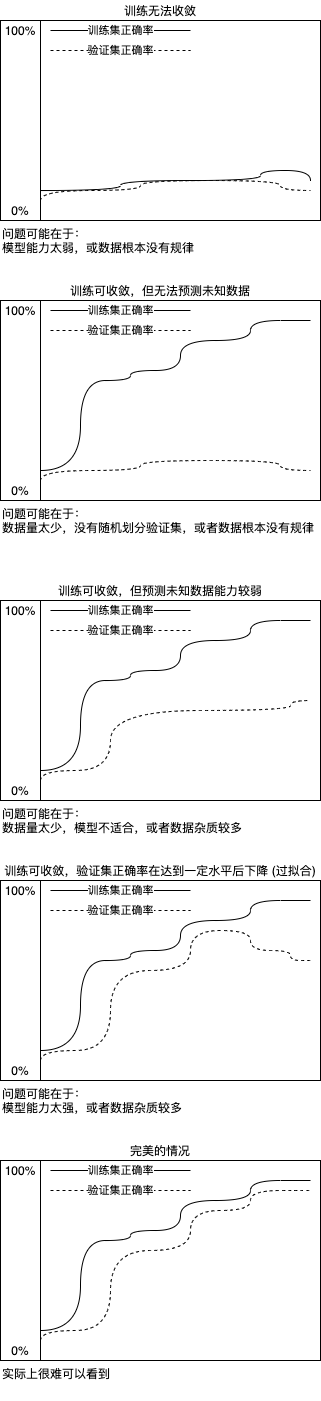 训练无法收敛
100%
训练集正确率
验证集正确率
0%
问题可能在于：
模型能力太弱，或数据根本没有规律
训练可收敛，但无法预测未知数据
100%
训练集正确率
验证集正确率
0%
问题可能在于：
数据量太少，没有随机划分验证集，或者数据根本没有规律
训练可收敛，但预测未知数据能力较弱
100%
训练集正确率
验证集正确率
0%
问题可能在于：
数据量太少，模型不适合，或者数据杂质较多
训练可收敛，验证集正确率在达到一定水平后下降 (过拟合)
100%
训练集正确率
验证集正确率
0%
问题可能在于：
模型能力太强，或者数据杂质较多
完美的情况
100%
训练集正确率
验证集正确率
0%
实际上很难可以看到